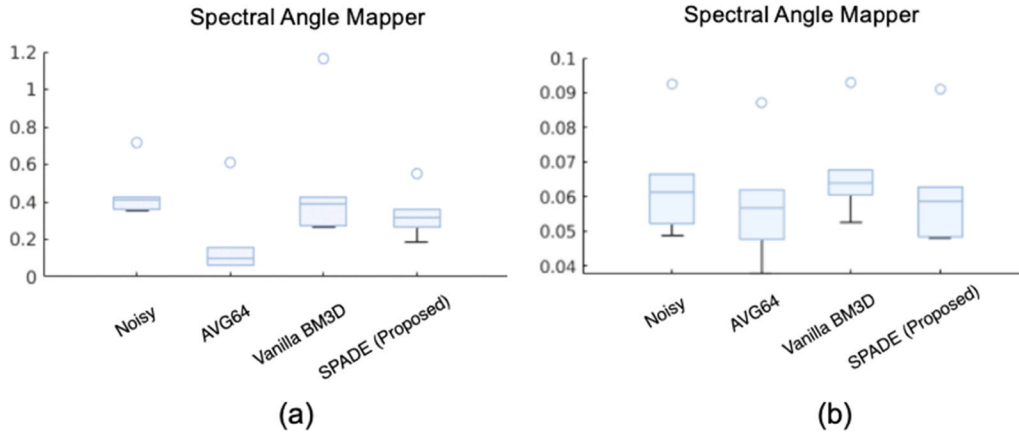 Spectral Angle Mapper
1.2
1
0.8
0.6
0.4
0.2
0
Noisy
AVG64
Vanilla BM3D
SPADE (Proposed)
(a)
Spectral Angle Mapper
0.1
0.09
0.08
0.07
0.06
0.05
0.04
Noisy
AVG64
Vanilla BM3D
SPADE (Proposed)
(b)